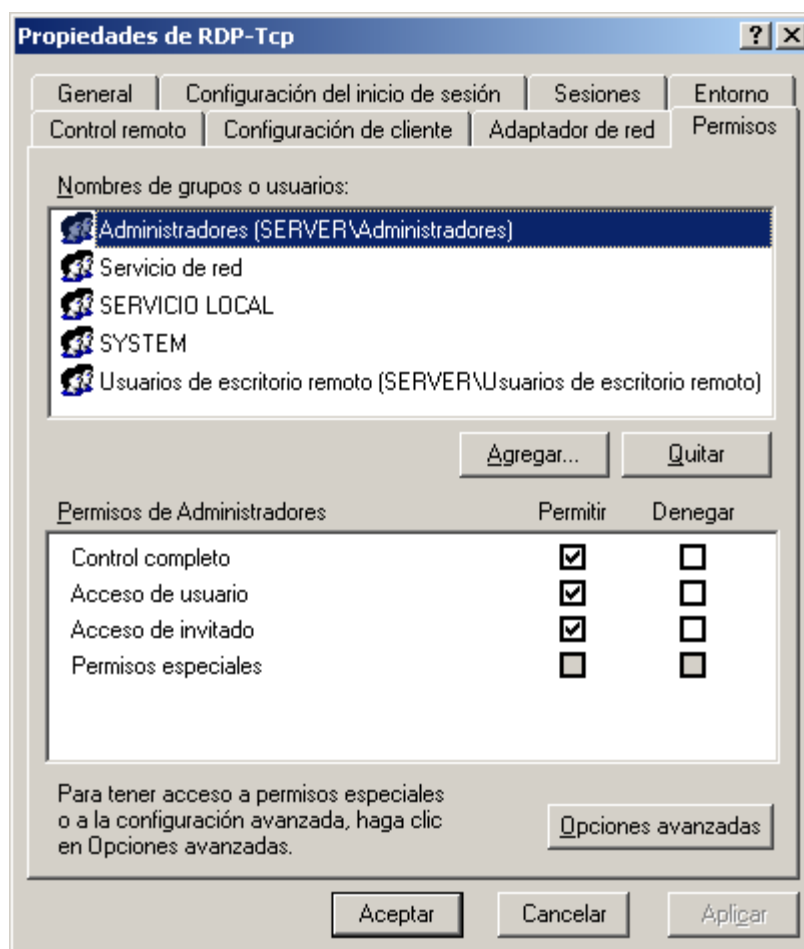 Propiedades de RDP-Tcp
General Configuración del inicio de sesión Sesiones Entorno
Control remoto Configuración de cliente Adaptador de red Permisos
Nombres de grupos o usuarios:
Administradores (SERVER\Administradores)
Servicio de red
SERVICIO LOCAL
SYSTEM
Usuarios de escritorio remoto (SERVER\Usuarios de escritorio remoto)
Agregar... Quitar
Permisos de Administradores Permitir Denegar
Control completo
Acceso de usuario
Acceso de invitado
Permisos especiales
Para tener acceso a permisos especiales
o a la configuración avanzada, haga clic
en Opciones avanzadas.
Opciones avanzadas
Aceptar Cancelar Aplicar